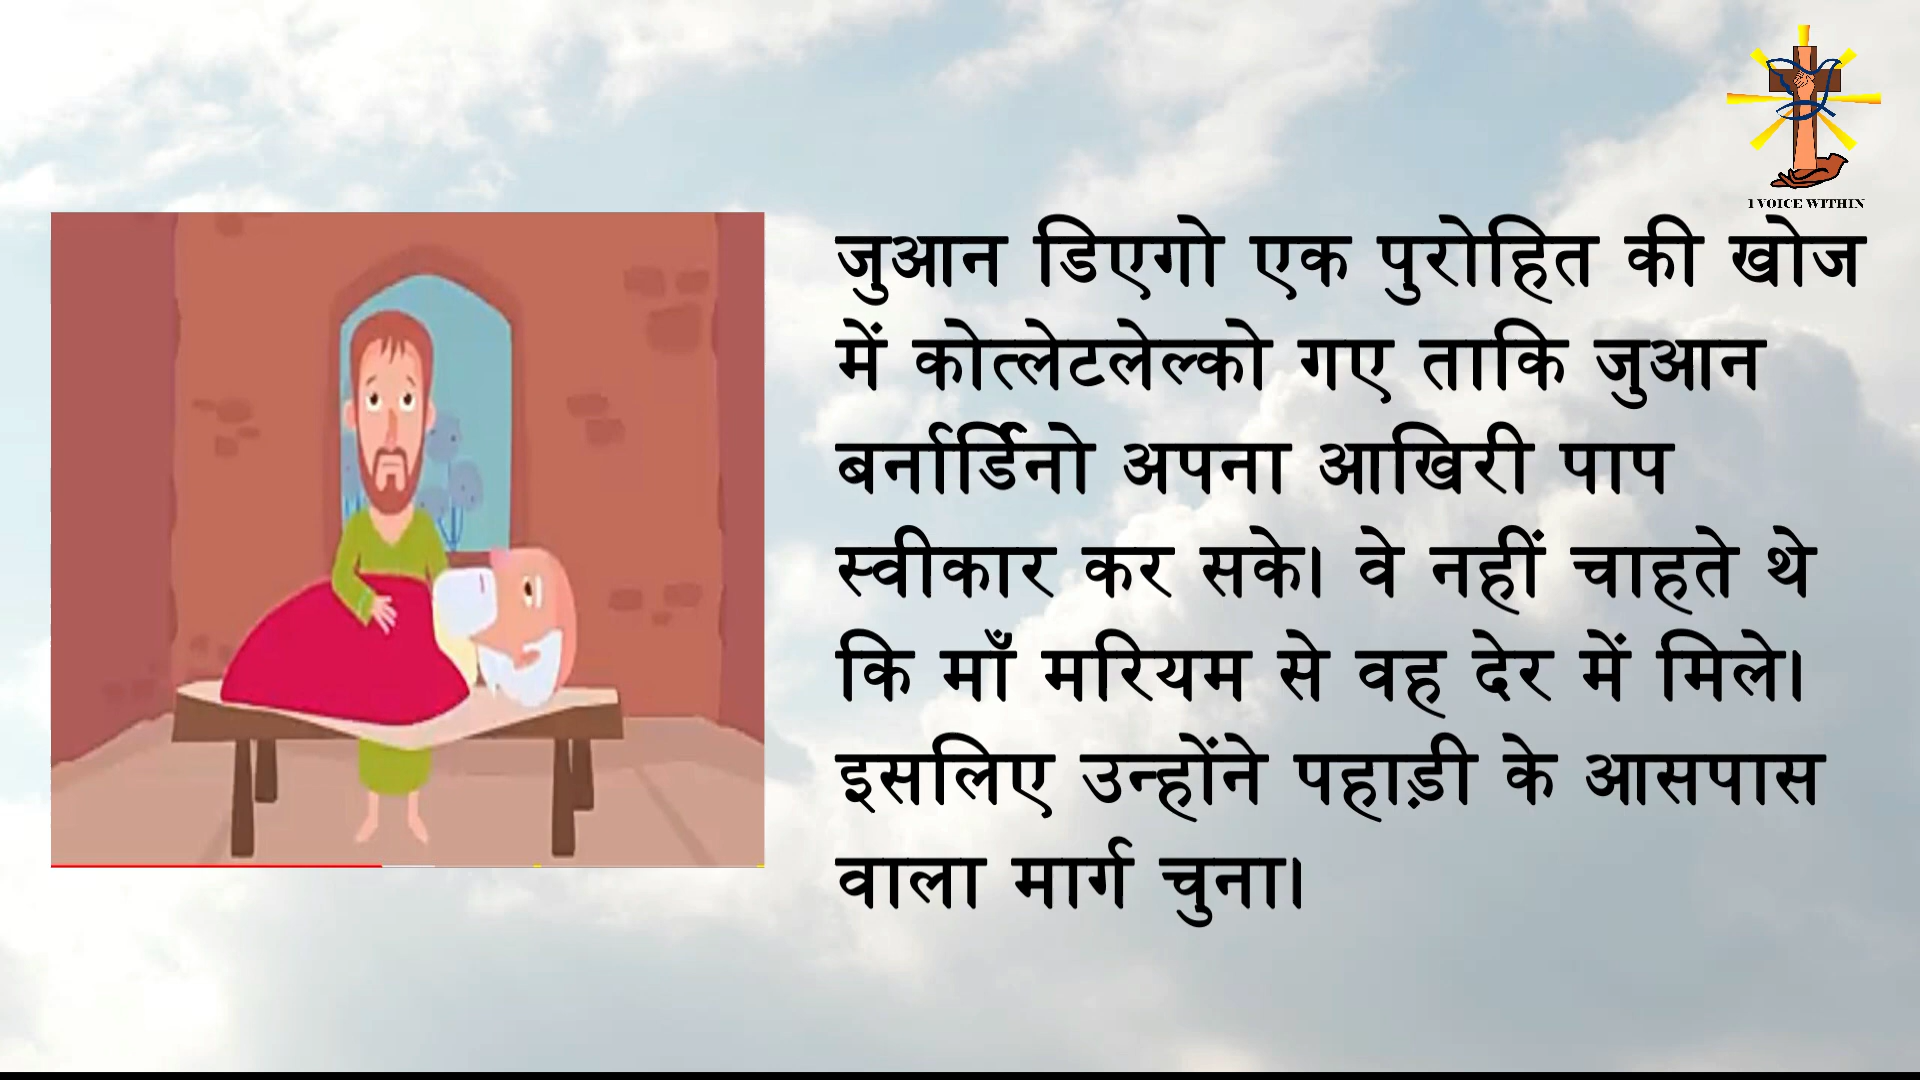 1 VOICE WITHIN
जुआन डिएगो एक पुरोहित की खोज
में कोत्लेटलेल्को गए ताकि जुआन
बर्नार्डिनो अपना आखिरी पाप
स्वीकार कर सके। वे नहीं चाहते थे
कि माँ मरियम से वह देर में मिले।
इसलिए उन्होंने पहाड़ी के आसपास
वाला मार्ग चुना।